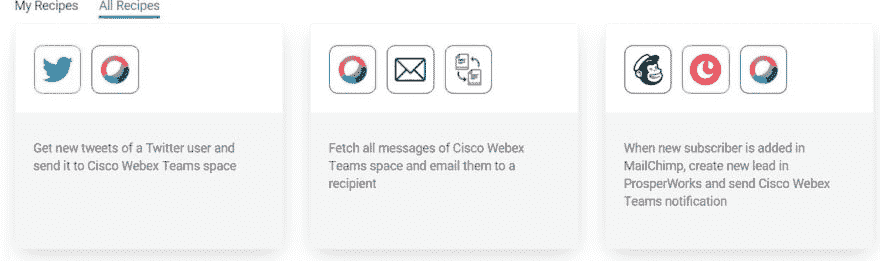 My Recipes All Recipes
Get new tweets of a Twitter user and
send it to Cisco Webex Teams space
Fetch all messages of Cisco Webex
Teams space and email them to a
recipient
When new subscriber is added in
MailChimp, create new lead in
ProsperWorks and send Cisco Webex
Teams notification